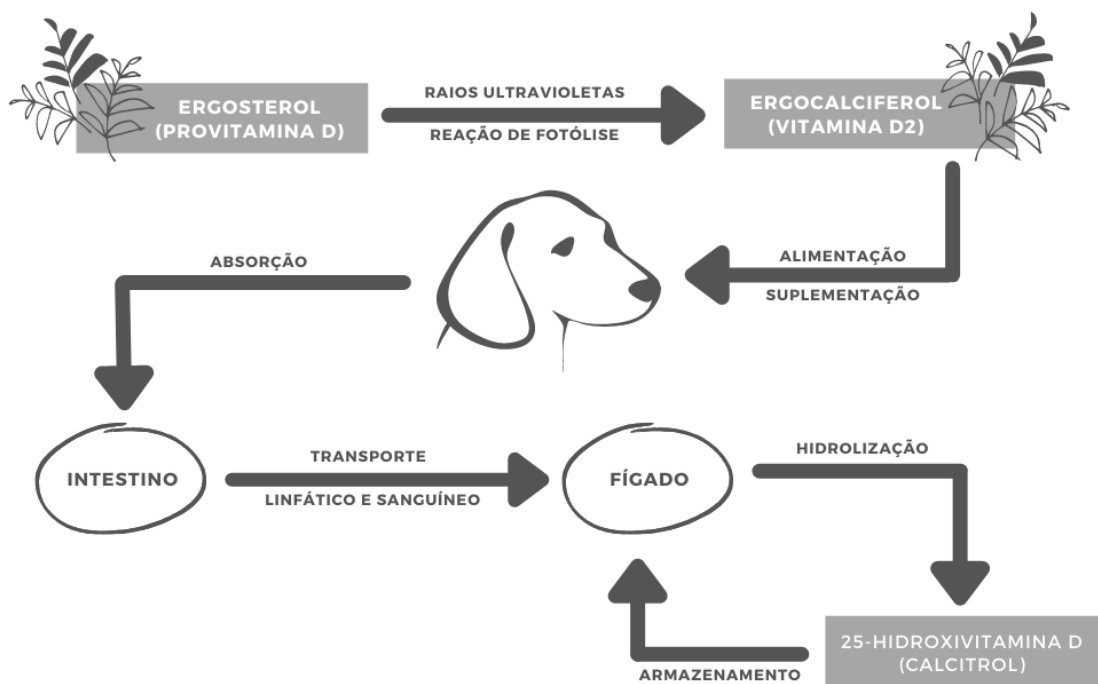 ERGOSTEROL
(PROVITAMINA D)
RAIOS ULTRAVIOLETAS
REAÇÃO DE FOTÓLISE
ERGOCALCIFEROL
(VITAMINA D2)
ALIMENTAÇÃO
SUPLEMENTAÇÃO
ABSORÇÃO
INTESTINO
TRANSPORTE
LINFÁTICO E SANGUÍNEO
FÍGADO
HIDROLIZAÇÃO
25-HIDROXIVITAMINA D
(CALCITROL)
ARMAZENAMENTO